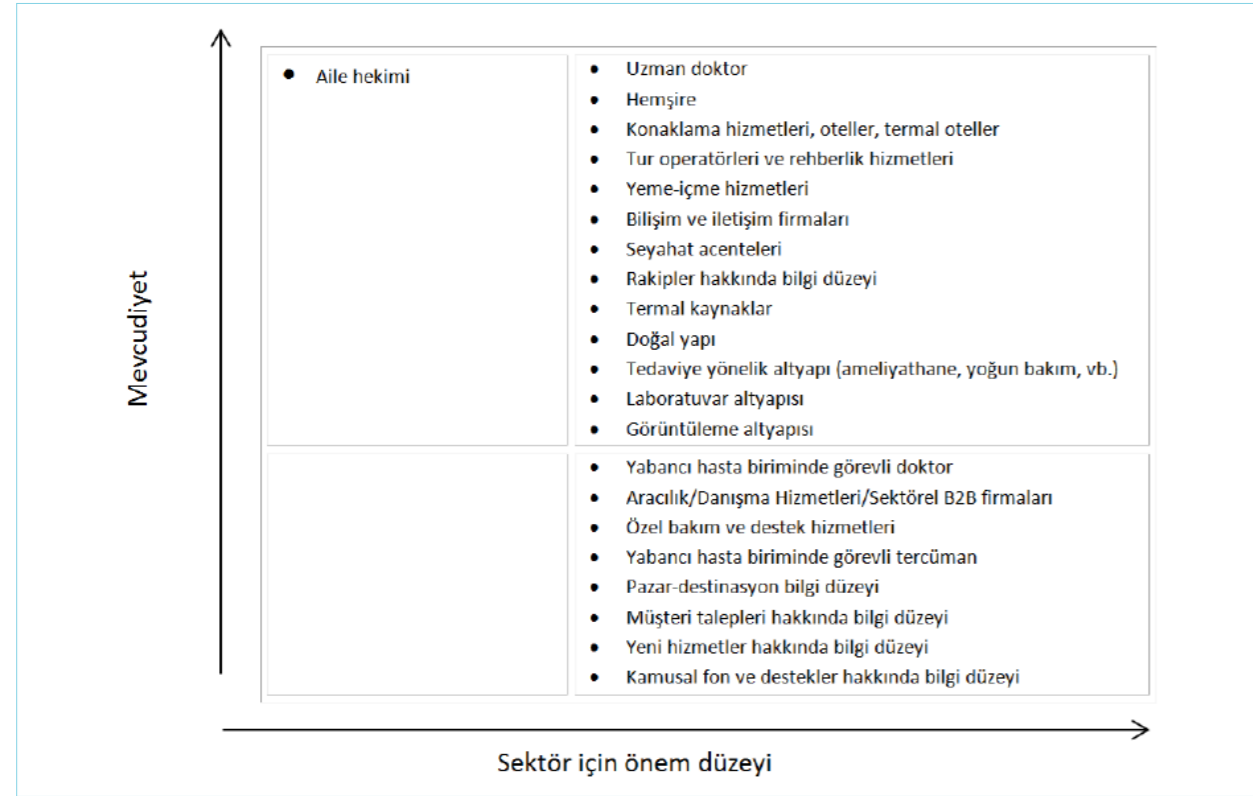 Mevcudiyet
• Aile hekimi
• Uzman doktor
• Hemşire
• Konaklama hizmetleri, oteller, termal oteller
• Tur operatörleri ve rehberlik hizmetleri
• Yeme-içme hizmetleri
• Bilişim ve iletişim firmaları
• Seyahat acenteleri
• Rakipler hakkında bilgi düzeyi
• Termal kaynaklar
• Doğal yapı
• Tedaviye yönelik altyapı (ameliyathane, yoğun bakım, vb.)
• Laboratuvar altyapısı
• Görüntüleme altyapısı
• Yabancı hasta biriminde görevli doktor
• Aracılık/Danışma Hizmetleri/Sektörel B2B firmaları
• Özel bakım ve destek hizmetleri
• Yabancı hasta biriminde görevli tercüman
• Pazar-destinasyon bilgi düzeyi
• Müşteri talepleri hakkında bilgi düzeyi
• Yeni hizmetler hakkında bilgi düzeyi
• Kamusal fon ve destekler hakkında bilgi düzeyi
Sektör için önem düzeyi